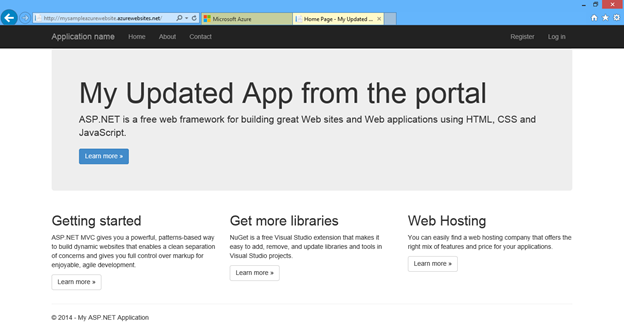 http://mysampleazurewebsite.azurewebsites.net/
Microsoft Azure
Home Page - My Updated ...
Application name
Home
About
Contact
Register
Log in
My Updated App from the portal
ASP.NET is a free web framework for building great Web sites and Web applications using HTML, CSS and
JavaScript.
Learn more »
Getting started
ASP.NET MVC gives you a powerful, patterns-based way
to build dynamic websites that enables a clean separation
of concerns and gives you full control over markup for
enjoyable, agile development.
Learn more »
Get more libraries
NuGet is a free Visual Studio extension that makes it
easy to add, remove, and update libraries and tools in
Visual Studio projects.
Learn more »
Web Hosting
You can easily find a web hosting company that offers the
right mix of features and price for your applications.
Learn more »
© 2014 - My ASP.NET Application